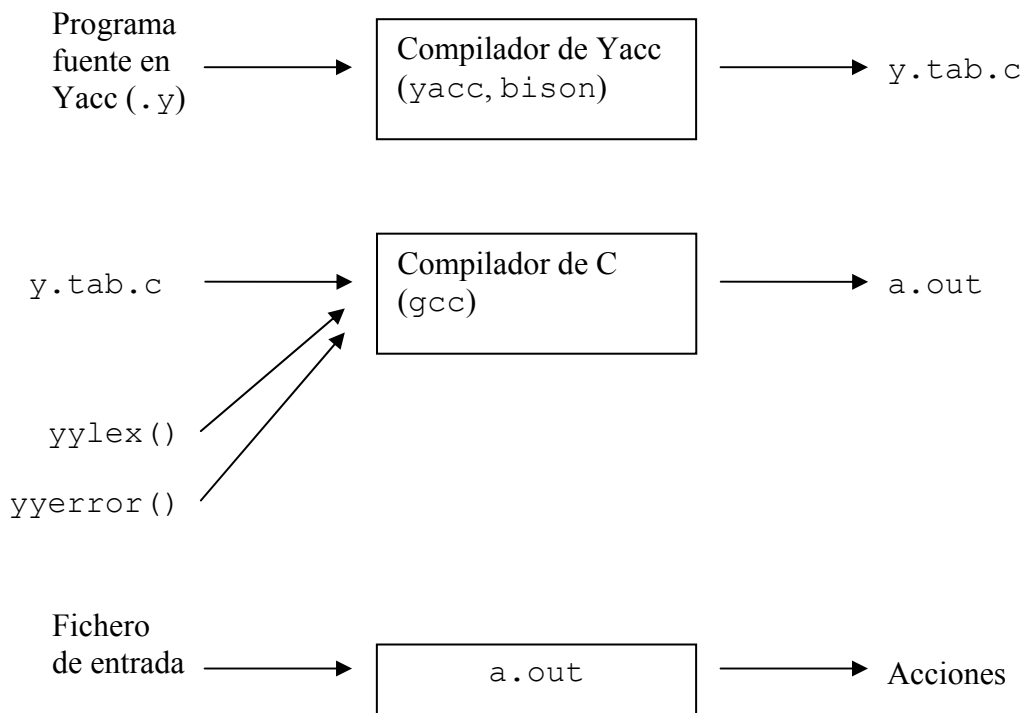 Programa
fuente en
Yacc (.y)
Compilador de Yacc
(yacc, bison)
y.tab.c
y.tab.c
Compilador de C
(gcc)
a.out
yylex()
yyerror()
Fichero
de entrada
a.out
Acciones